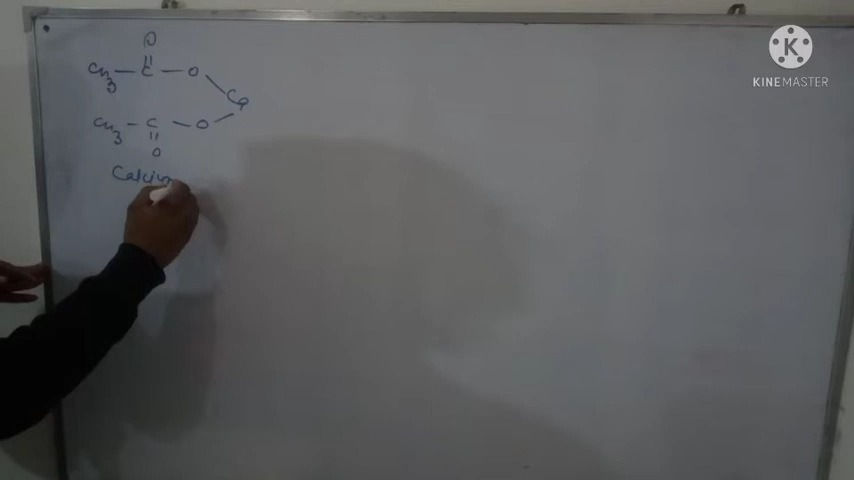 O
CH3 — C — O
Ca
CH3 — C — O
O
Calcium
K
KINEMASTER